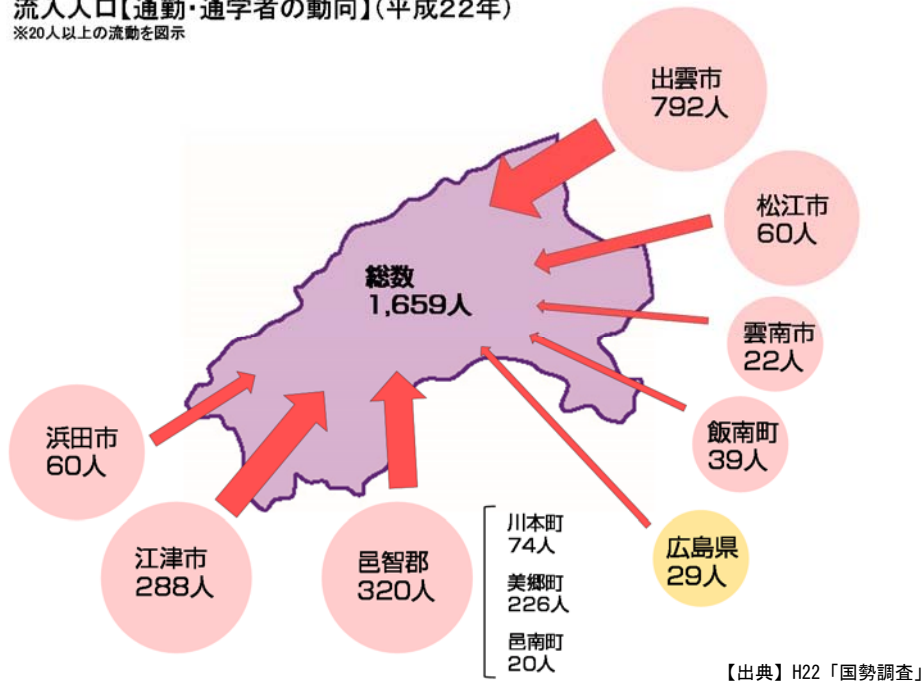 流入人口【通勤・通学者の動向】(平成22年)
※20人以上の流動を図示
出雲市
792人
松江市
60人
総数
1,659人
雲南市
22人
飯南町
39人
浜田市
60人
江津市
288人
邑智郡
320人
川本町
74人
美郷町
226人
邑南町
20人
広島県
29人
【出典】H22「国勢調査」